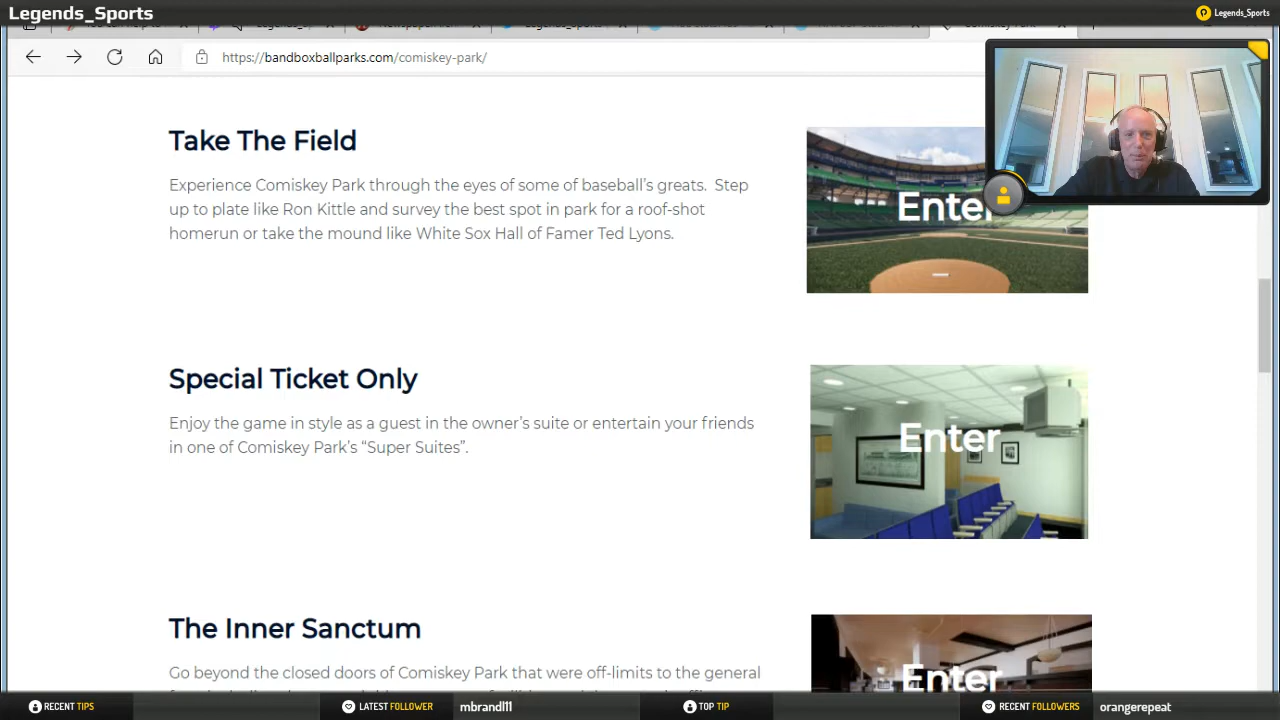 Legends_Sports
Legends_Sports
https://bandboxballparks.com/comiskey-park/
Take The Field
Experience Comiskey Park through the eyes of some of baseball's greats. Step
up to plate like Ron Kittle and survey the best spot in park for a roof-shot
homerun or take the mound like White Sox Hall of Famer Ted Lyons.
Enter
Special Ticket Only
Enjoy the game in style as a guest in the owner's suite or entertain your friends
in one of Comiskey Park's “Super Suites”.
Enter
The Inner Sanctum
Go beyond the closed doors of Comiskey Park that were off-limits to the general
Enter
RECENT TIPS
LATEST FOLLOWER
mbrandl11
TOP TIP
RECENT FOLLOWERS
orangerepeat